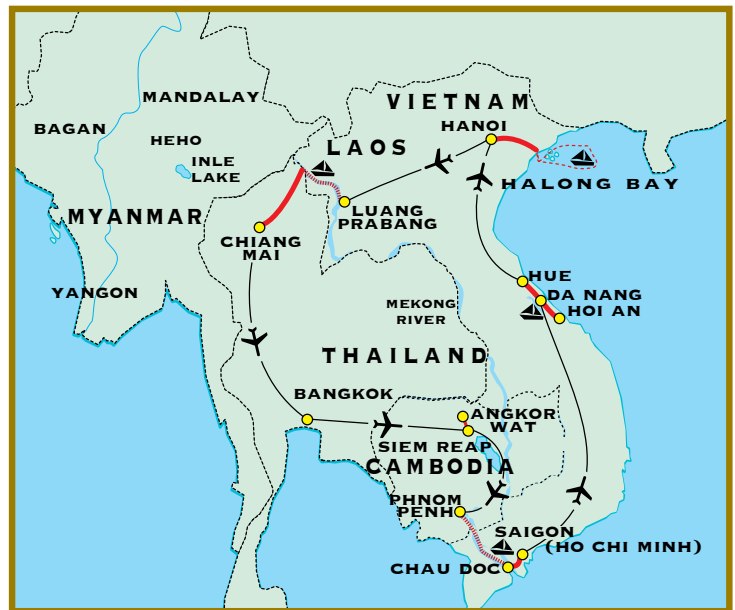 VIETNAM
MANDALAY
BAGAN
HANOI
HEHO
LAOS
INLE
LAKE
HALONG BAY
MYANMAR
LUANG
PRABANG
CHIANG
MAI
HUE
YANGON
DA NANG
MEKONG
RIVER
HOI AN
THAILAND
BANGKOK
ANGKOR
WAT
SIEM REAP
CAMBODIA
PHNOM
PENH
SAIGON
(HO CHI MINH)
CHAU DOC